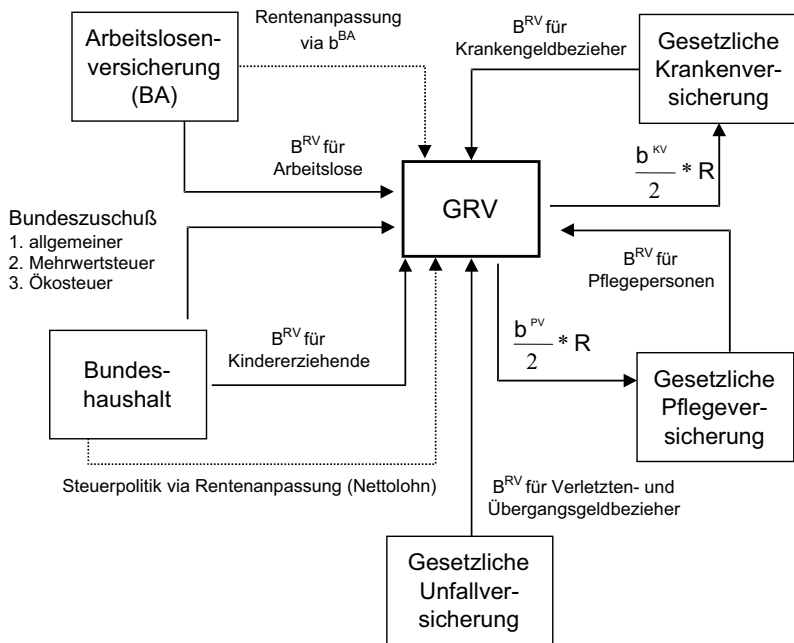 Arbeitslosen-
versicherung
(BA)
Rentenanpassung
via b^BA
B^RV für
Krankengeldbezieher
Gesetzliche
Krankenver-
sicherung
B^RV für
Arbeitslose
GRV
b^KV/2 * R
Bundeszuschuß
1. allgemeiner
2. Mehrwertsteuer
3. Ökosteuer
B^RV für
Pflegepersonen
Bundes-
haushalt
B^RV für
Kindererziehende
b^PV/2 * R
Gesetzliche
Pflegever-
sicherung
Steuerpolitik via Rentenanpassung (Nettolohn)
B^RV für Verletzten- und
Übergangsgeldbezieher
Gesetzliche
Unfallver-
sicherung